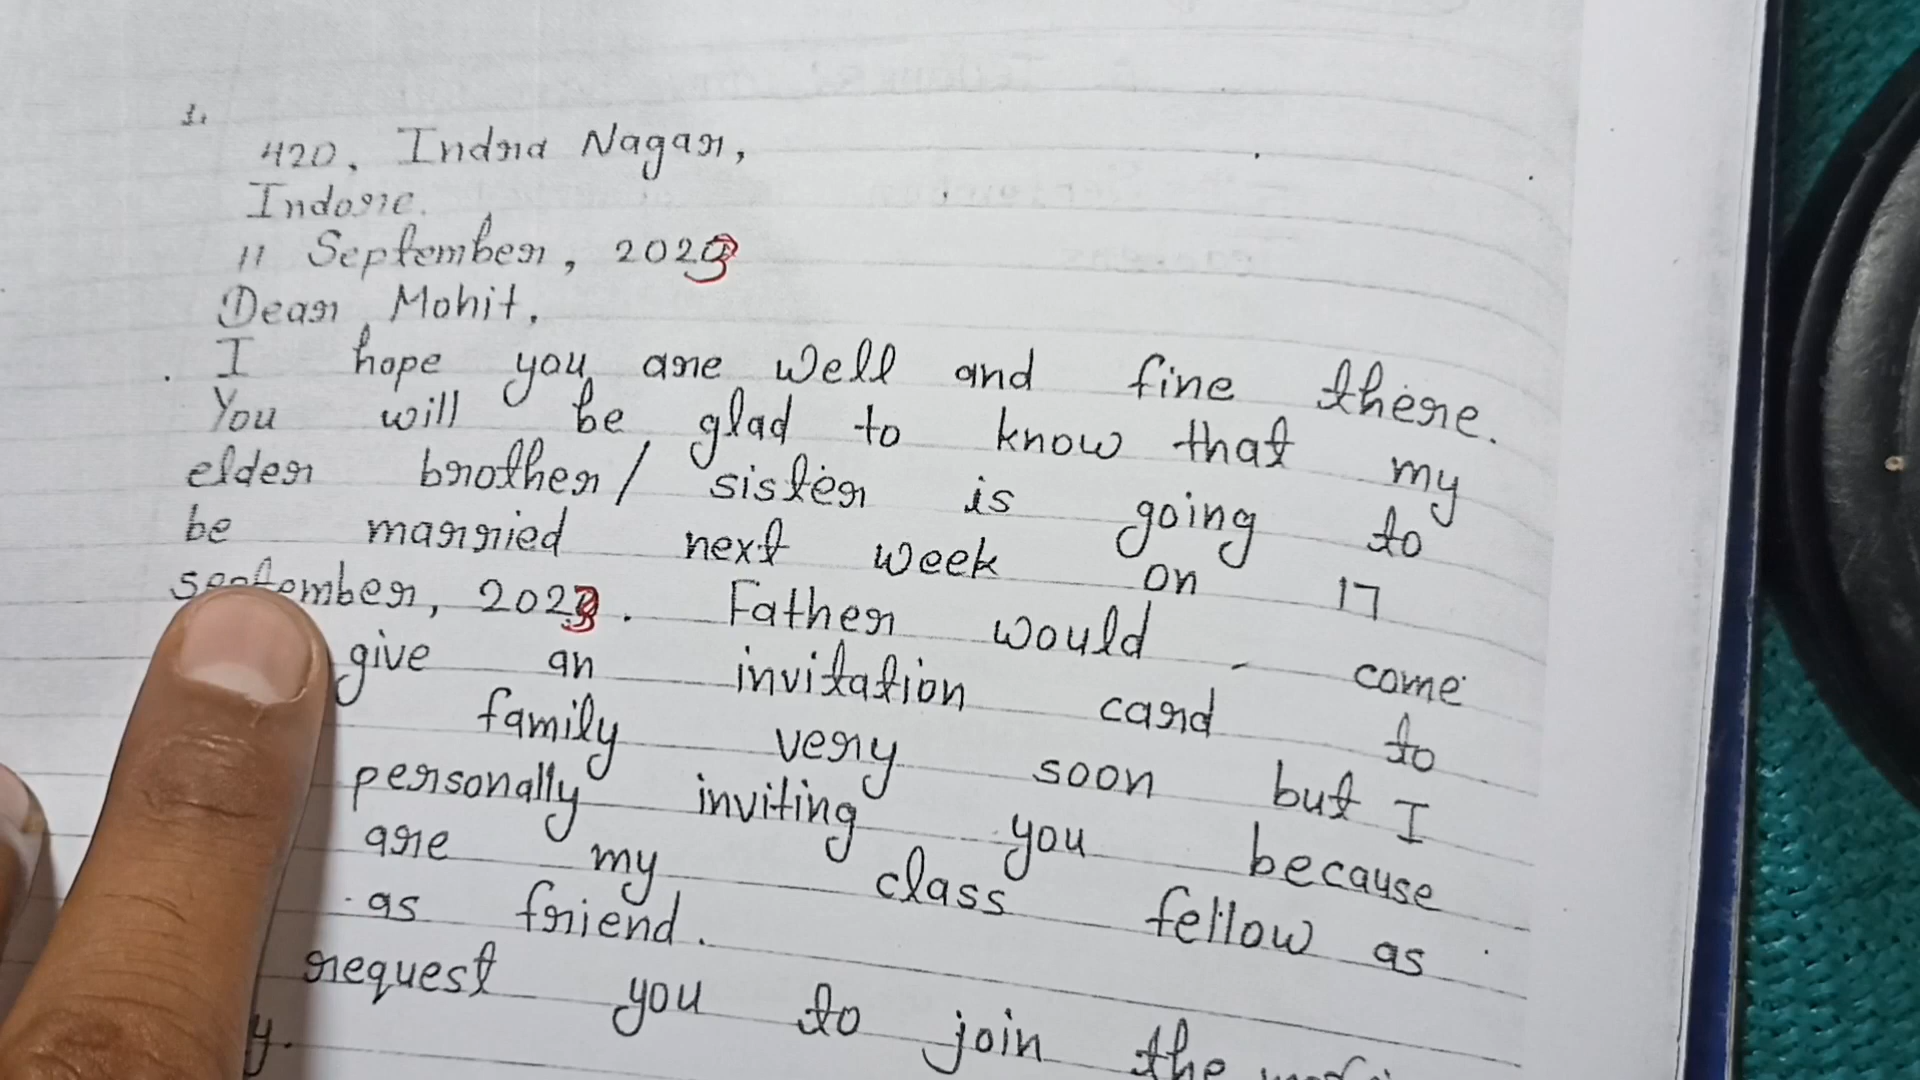 1.
420, Indra Nagar,
Indore.
11 September, 2023
Dear Mohit,
I hope you are well and fine there.
You will be glad to know that my
elder brother/ sister is going to
be married next week on 17
september, 2023. Father would come
give an invitation card to
family very soon but I
personally inviting you because
are my class fellow as
as friend.
request you to join the